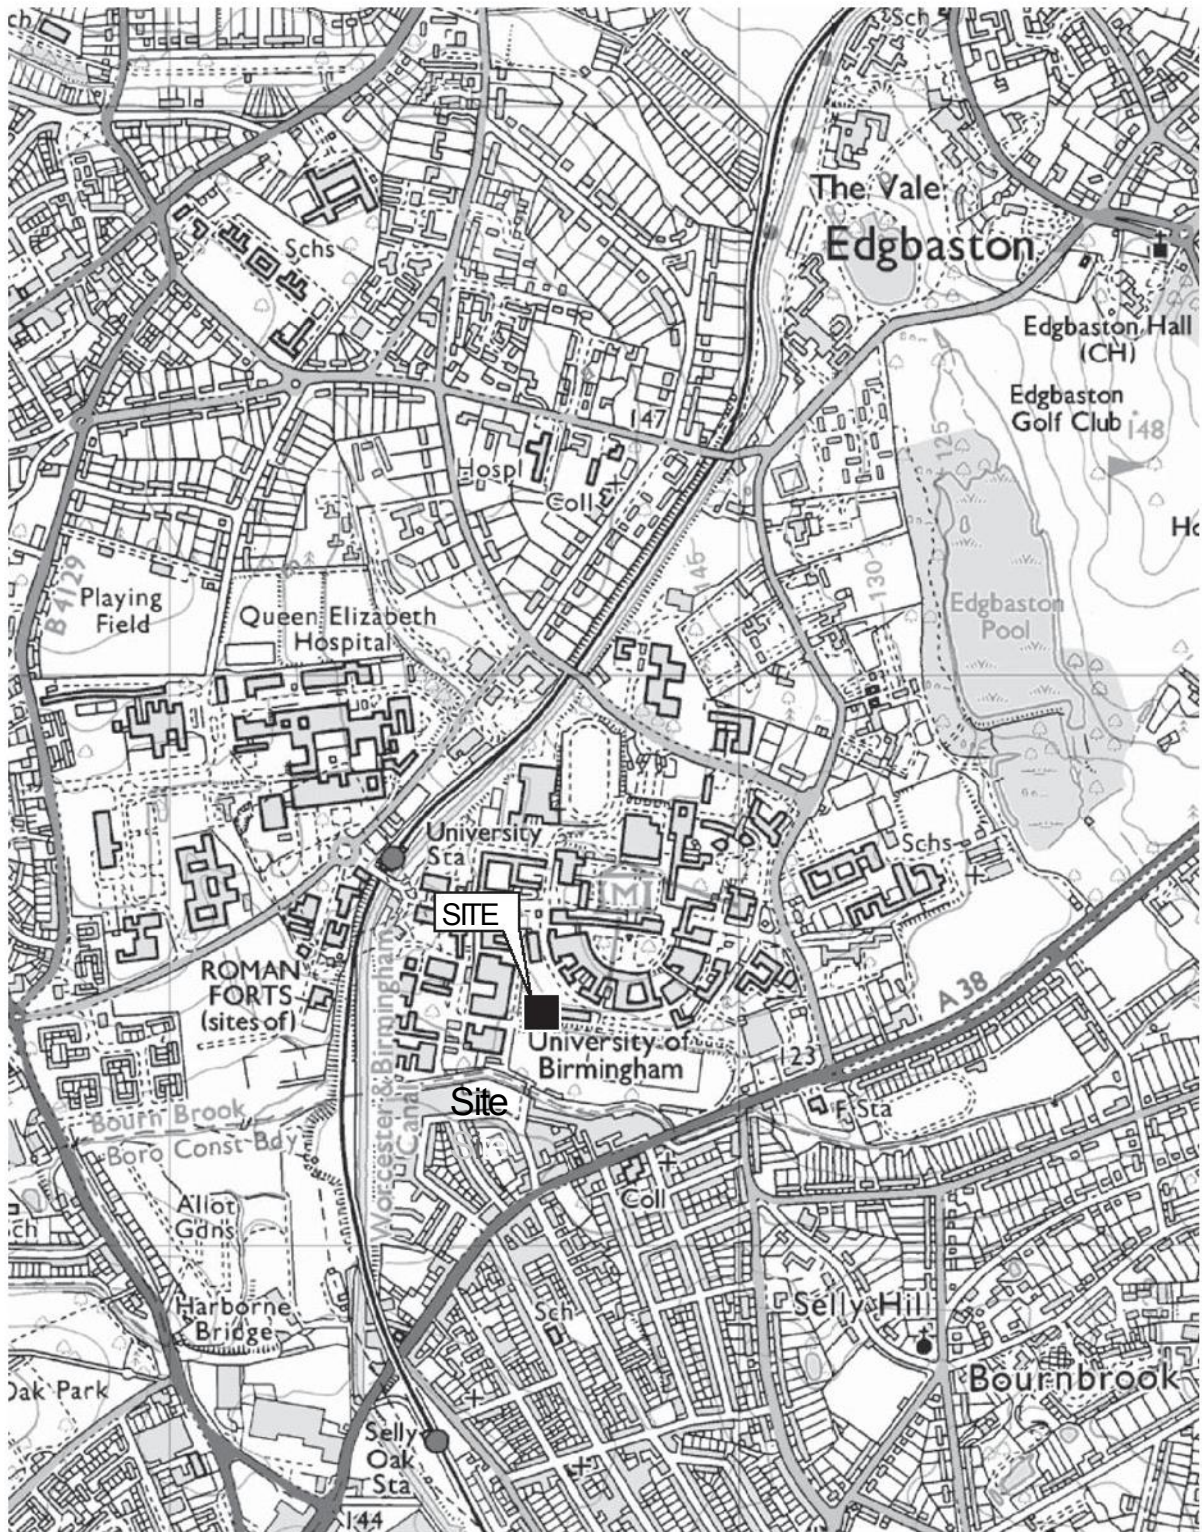 ch
Sch
The Vale
Edgbaston
Schs
Edgbaston Hall
(CH)
Edgbaston
Golf Club
148
125
147
Hospl
Coll
B 4129
Playing
Field
Queen Elizabeth
Hospital
145
130
Edgbaston
Pool
University
Sta
Schs
M
SITE
ROMAN
FORTS
(sites of)
A 38
University of
Birmingham
123
Worcester & Birmingham
Canal
Site
F Sta
Bourn Brook
Boro Const Bdy
Coll
Allot
Gdns
ch
Harborne
Bridge
Sch
Selly Hill
Oak Park
Bournbrook
Selly
Oak
Sta
144